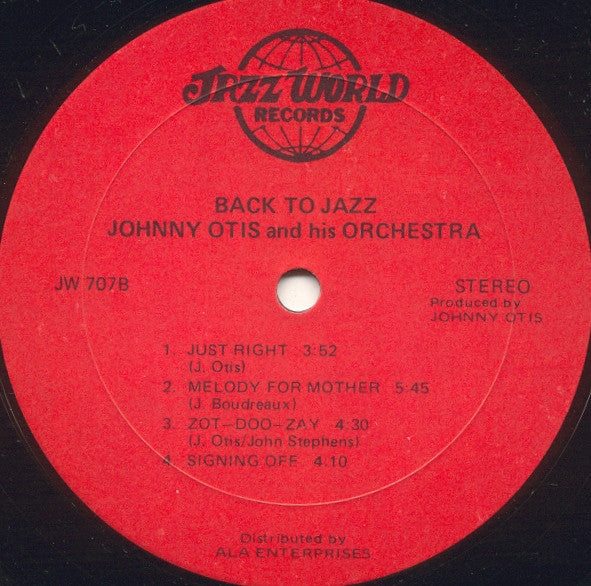 JAZZ WORLD
RECORDS
BACK TO JAZZ
JOHNNY OTIS and his ORCHESTRA
JW 707B
STEREO
Produced by
JOHNNY OTIS
1. JUST RIGHT 3:52
(J. Otis)
2. MELODY FOR MOTHER 5:45
(J. Boudreaux)
3. ZOT-DOO-ZAY 4:30
(J. Otis/John Stephens)
4. SIGNING OFF 4:10
Distributed by
ALA ENTERPRISES